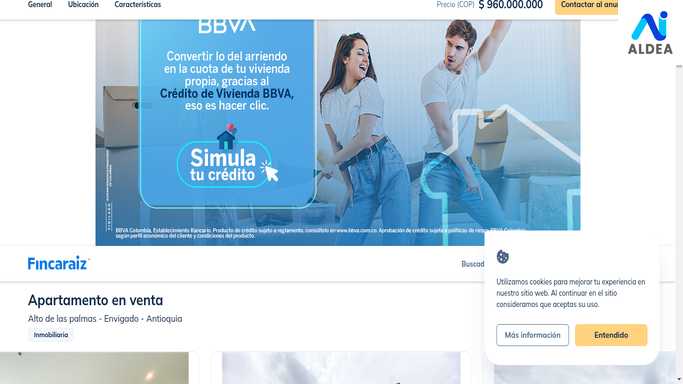 General Ubicación Características Precio (COP) $ 960.000.000
BBVA
Convertir lo del arriendo
en la cuota de tu vivienda
propia, gracias al
Crédito de Vivienda BBVA,
eso es hacer clic.
Simula
tu crédito
BBVA Colombia, Establecimiento Bancario. Producto de crédito sujeto a reglamento, consúltelo en www.bbva.com.co. Aprobación de crédito sujeta a políticas de riesgo BBVA Colombia,
según perfil económico del cliente y condiciones del producto.
ALDEA
Fincaraiz
Apartamento en venta
Alto de las palmas - Envigado - Antioquia
Inmobiliaria
Utilizamos cookies para mejorar tu experiencia en
nuestro sitio web. Al continuar en el sitio
consideramos que aceptas su uso.
Más información Entendido